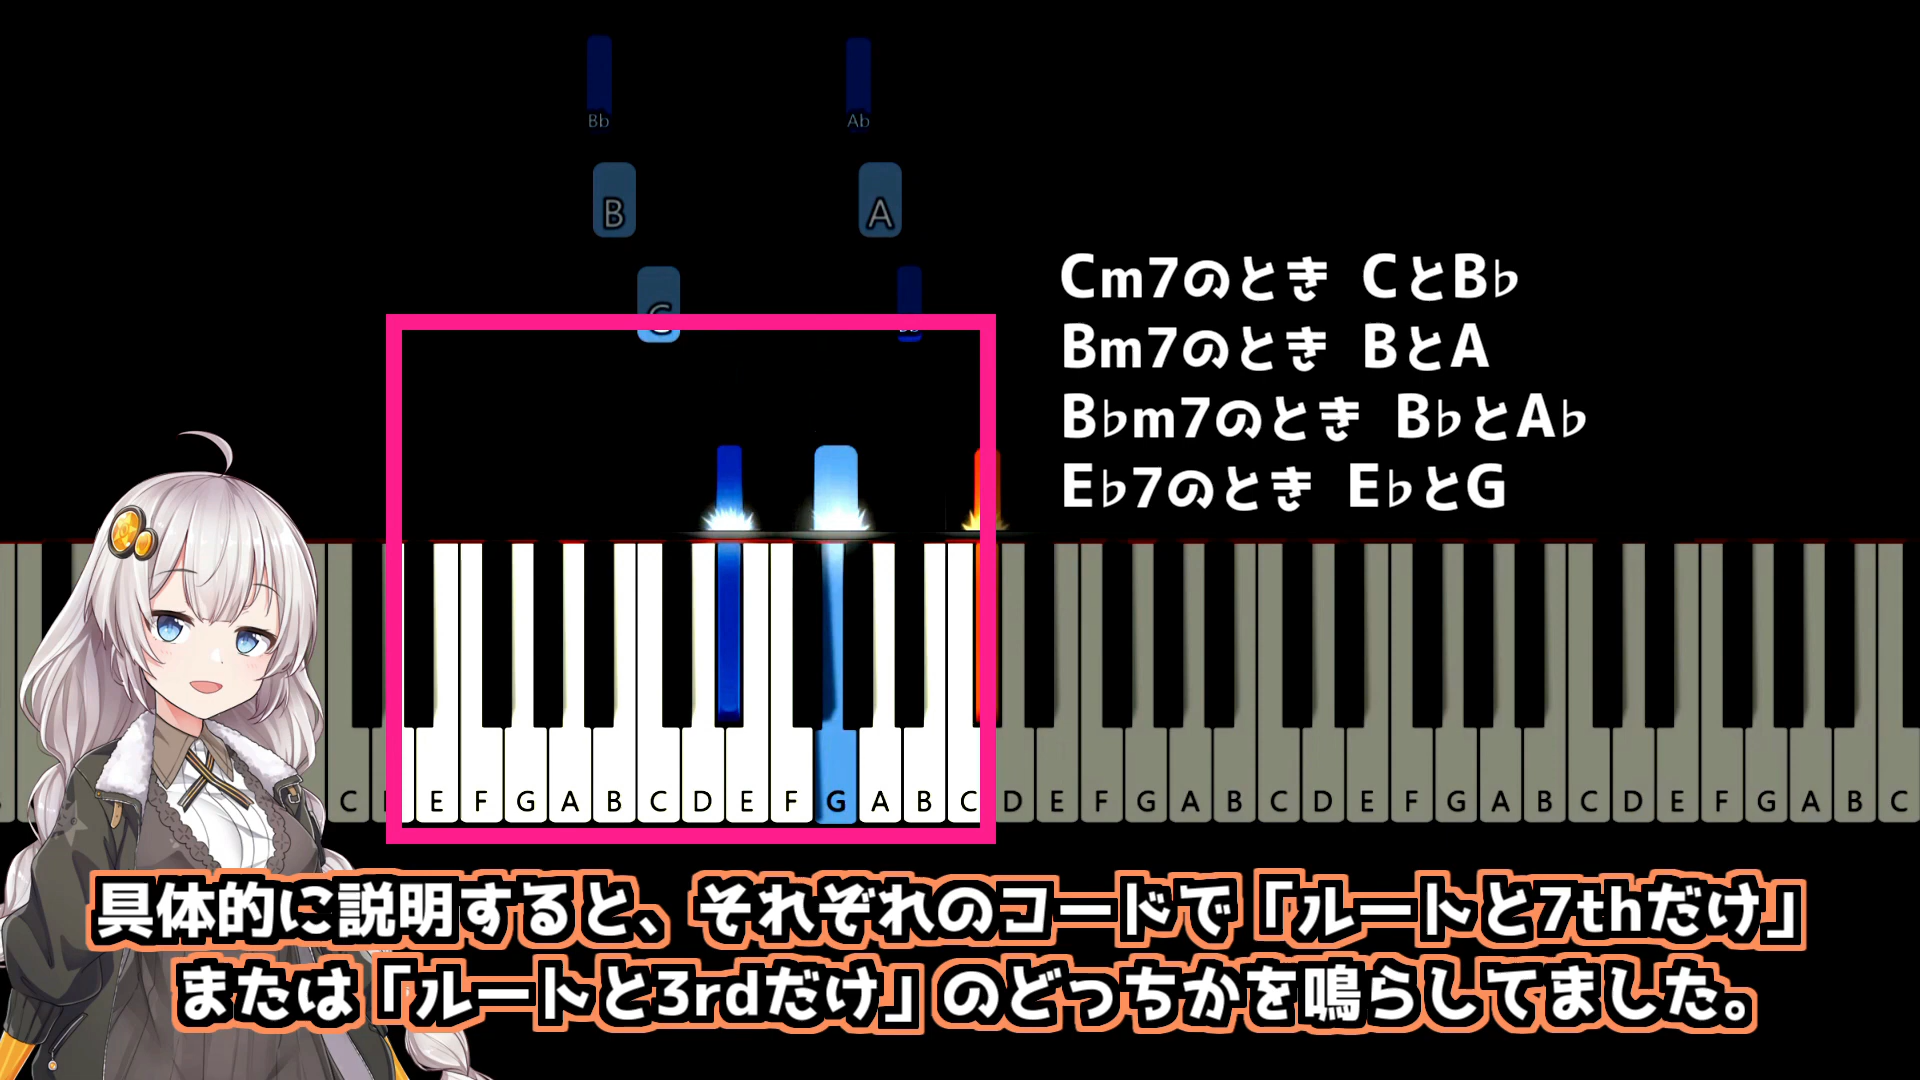 Bb
Ab
B
A
C
Cm7のとき CとB♭
Bm7のとき BとA
B♭m7のとき B♭とA♭
E♭7のとき E♭とG
C E F G A B C D E F G A B C D E F G A B C D E F G A B C D E F G A B C
具体的に説明すると、それぞれのコードで「ルートと7thだけ」
または「ルートと3rdだけ」のどっちかを鳴らしてました。